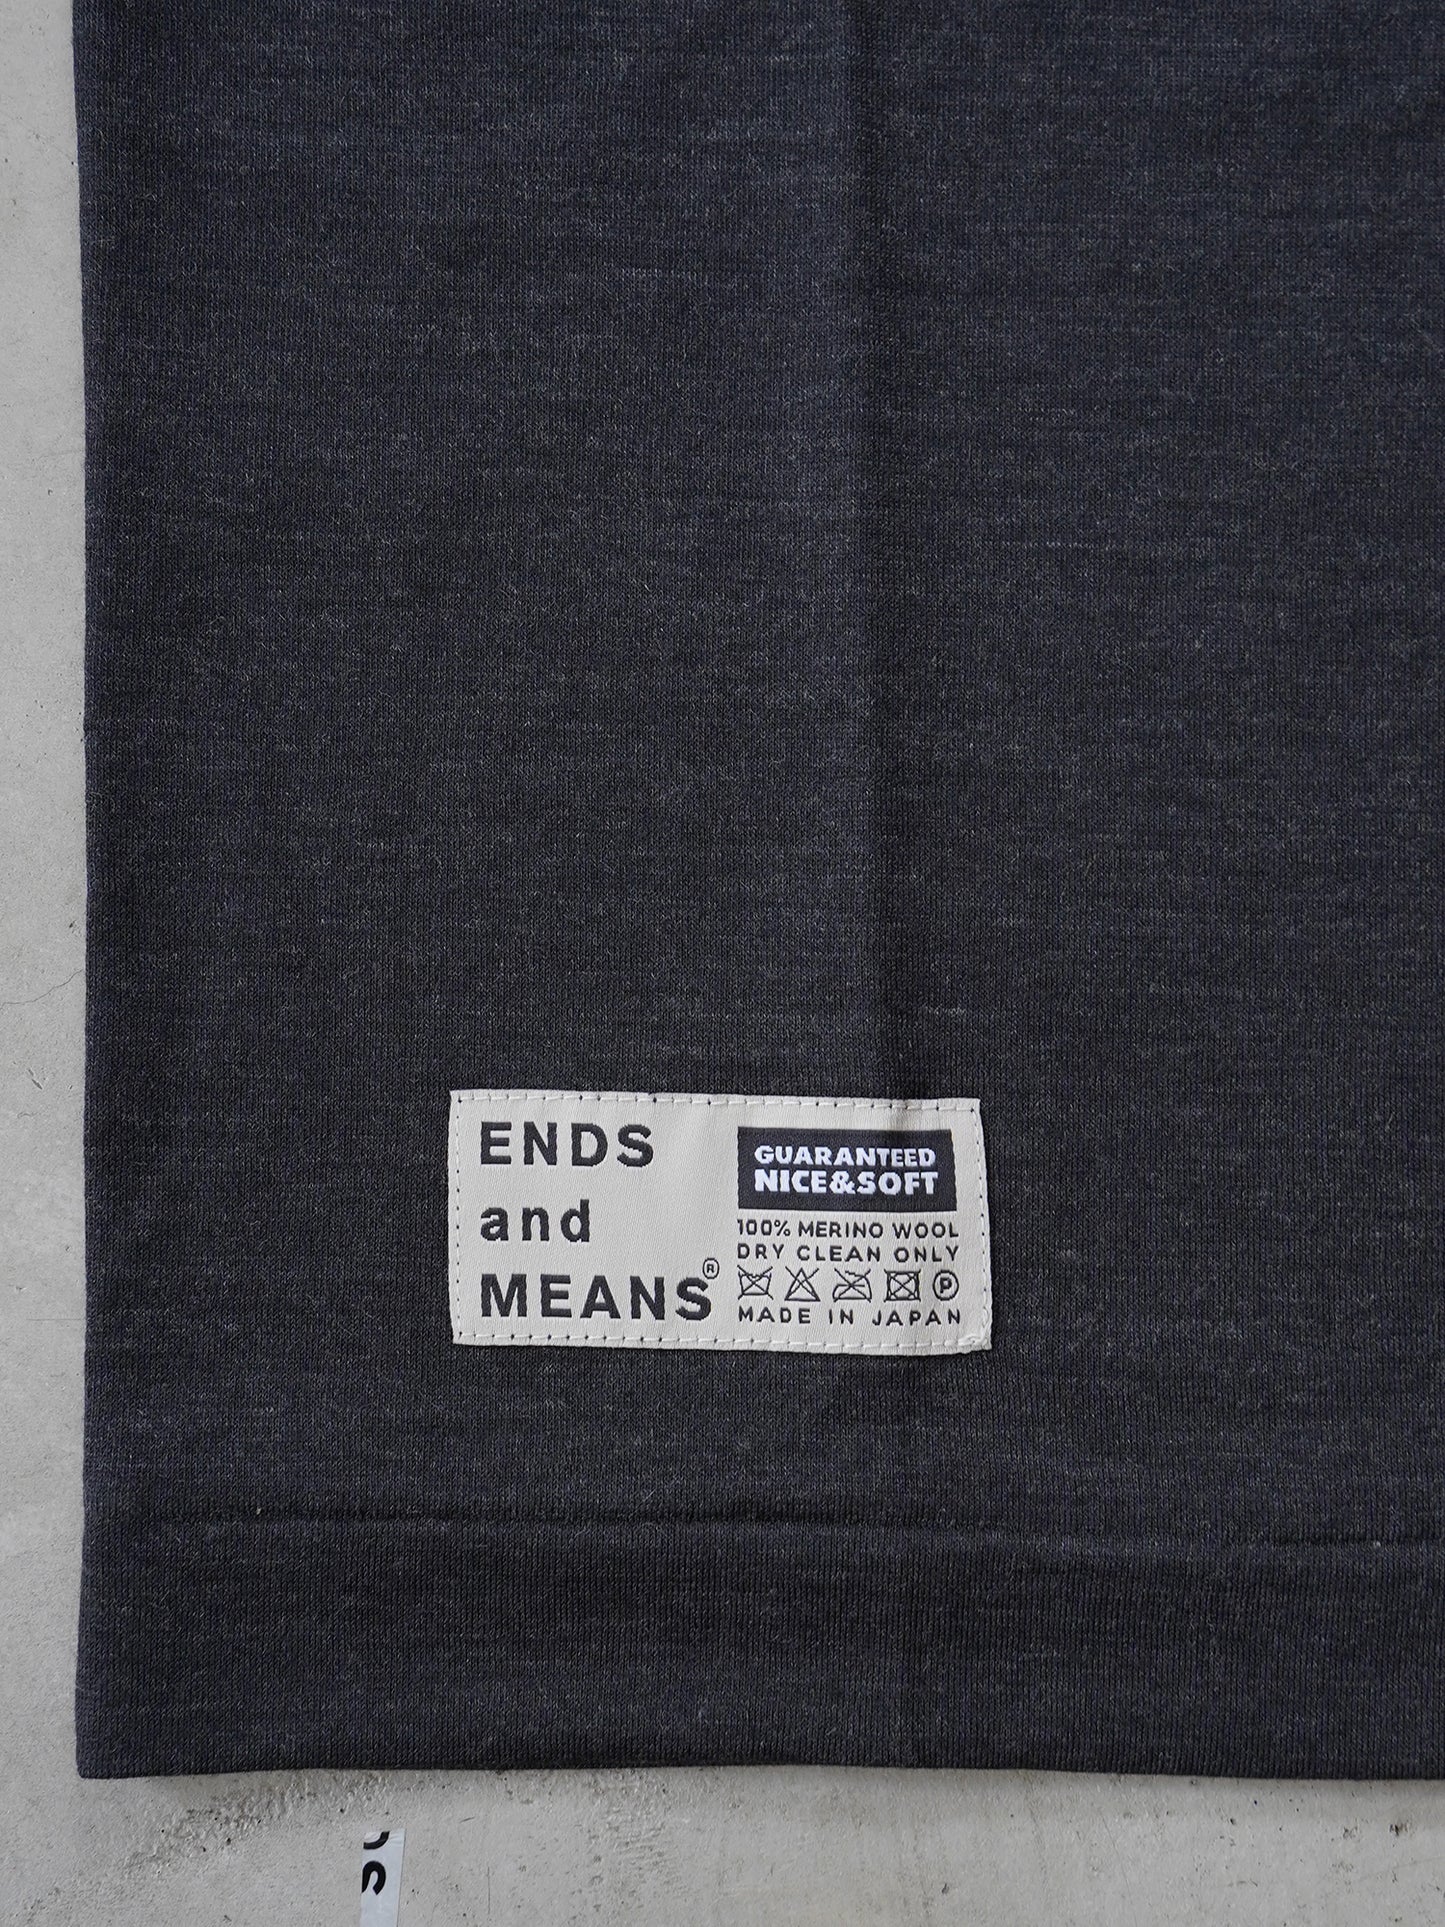 ENDS
and
MEANS®
GUARANTEED
NICE&SOFT
100% MERINO WOOL
DRY CLEAN ONLY
P
MADE IN JAPAN